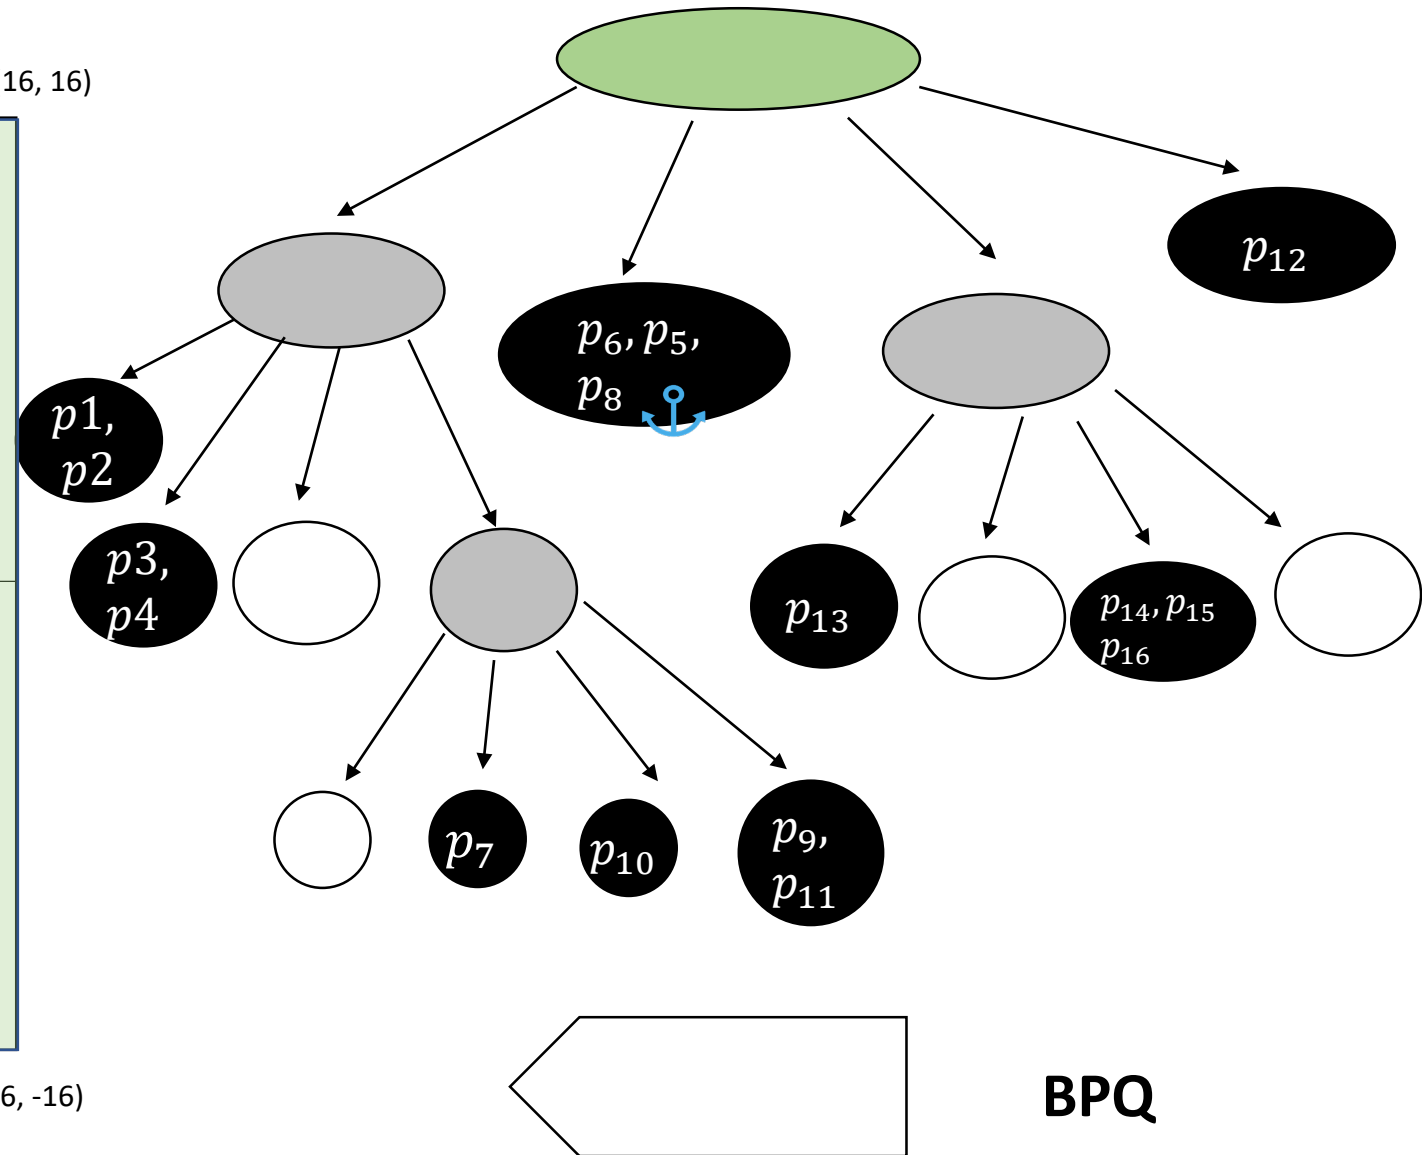 16, 16)
p₁₂
p₆, p₅,
p₈
p1,
p2
p3,
p4
p₁₃
p₁₄, p₁₅
p₁₆
p₇
p₁₀
p₉,
p₁₁
6, -16)
BPQ